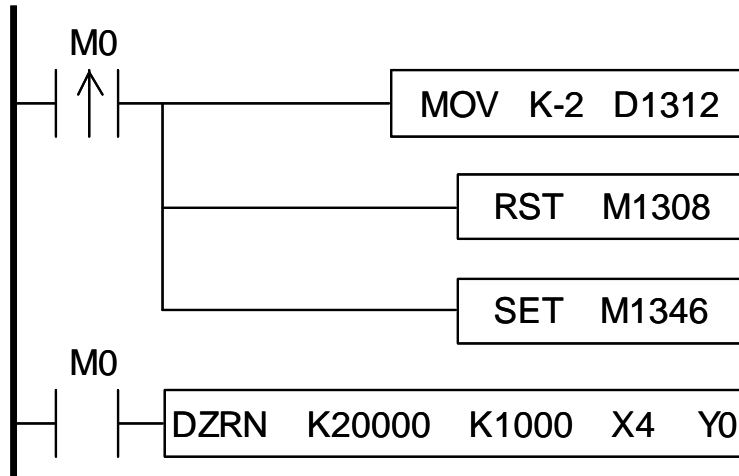 M0
MOV K-2 D1312
RST M1308
SET M1346
M0
DZRN K20000 K1000 X4 Y0